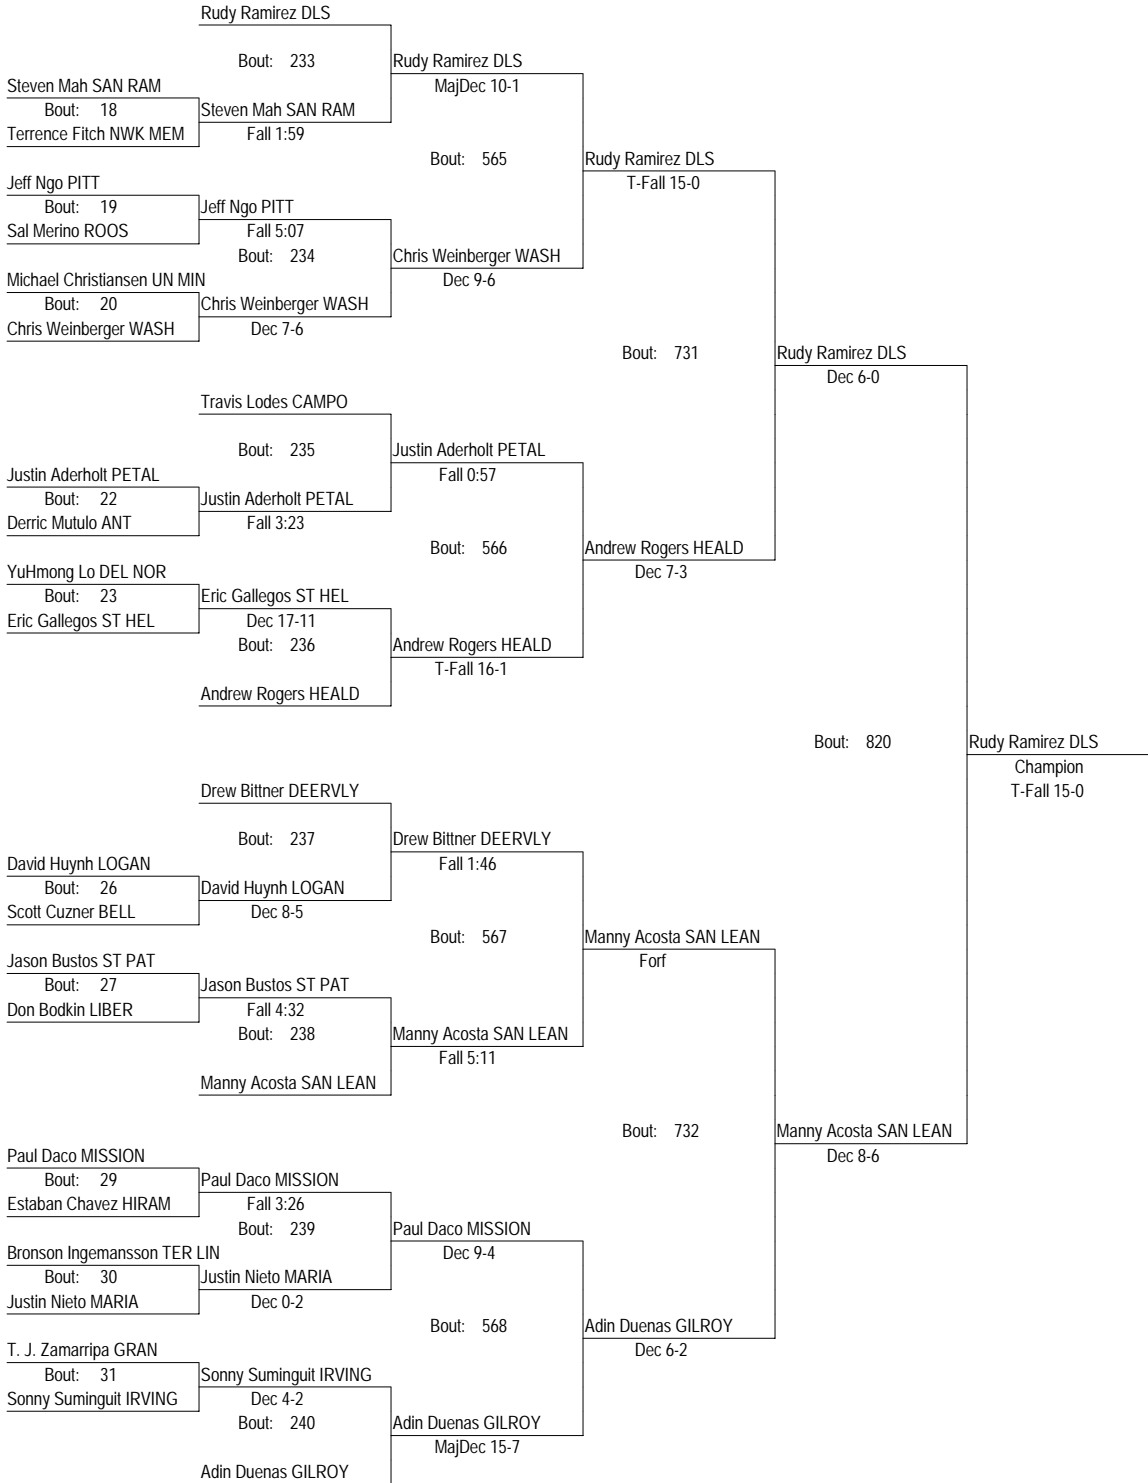 Rudy Ramirez DLS
Bout: 233
Rudy Ramirez DLS
Steven Mah SAN RAM
MajDec 10-1
Bout: 18
Steven Mah SAN RAM
Terrence Fitch NWK MEM
Fall 1:59
Bout: 565
Rudy Ramirez DLS
Jeff Ngo PITT
T-Fall 15-0
Bout: 19
Jeff Ngo PITT
Sal Merino ROOS
Fall 5:07
Bout: 234
Chris Weinberger WASH
Michael Christiansen UN MIN
Dec 9-6
Bout: 20
Chris Weinberger WASH
Chris Weinberger WASH
Dec 7-6
Bout: 731
Rudy Ramirez DLS
Dec 6-0
Travis Lodes CAMPO
Bout: 235
Justin Aderholt PETAL
Justin Aderholt PETAL
Fall 0:57
Bout: 22
Justin Aderholt PETAL
Derric Mutulo ANT
Fall 3:23
Bout: 566
Andrew Rogers HEALD
YuHmong Lo DEL NOR
Dec 7-3
Bout: 23
Eric Gallegos ST HEL
Eric Gallegos ST HEL
Dec 17-11
Bout: 236
Andrew Rogers HEALD
T-Fall 16-1
Andrew Rogers HEALD
Bout: 820
Rudy Ramirez DLS
Champion
T-Fall 15-0
Drew Bittner DEERVLY
Bout: 237
Drew Bittner DEERVLY
David Huynh LOGAN
Fall 1:46
Bout: 26
David Huynh LOGAN
Scott Cuzner BELL
Dec 8-5
Bout: 567
Manny Acosta SAN LEAN
Jason Bustos ST PAT
Forf
Bout: 27
Jason Bustos ST PAT
Don Bodkin LIBER
Fall 4:32
Bout: 238
Manny Acosta SAN LEAN
Fall 5:11
Manny Acosta SAN LEAN
Bout: 732
Manny Acosta SAN LEAN
Paul Daco MISSION
Dec 8-6
Bout: 29
Paul Daco MISSION
Estaban Chavez HIRAM
Fall 3:26
Bout: 239
Paul Daco MISSION
Bronson Ingemansson TER LIN
Dec 9-4
Bout: 30
Justin Nieto MARIA
Justin Nieto MARIA
Dec 0-2
Bout: 568
Adin Duenas GILROY
T. J. Zamarripa GRAN
Dec 6-2
Bout: 31
Sonny Suminguit IRVING
Sonny Suminguit IRVING
Dec 4-2
Bout: 240
Adin Duenas GILROY
MajDec 15-7
Adin Duenas GILROY